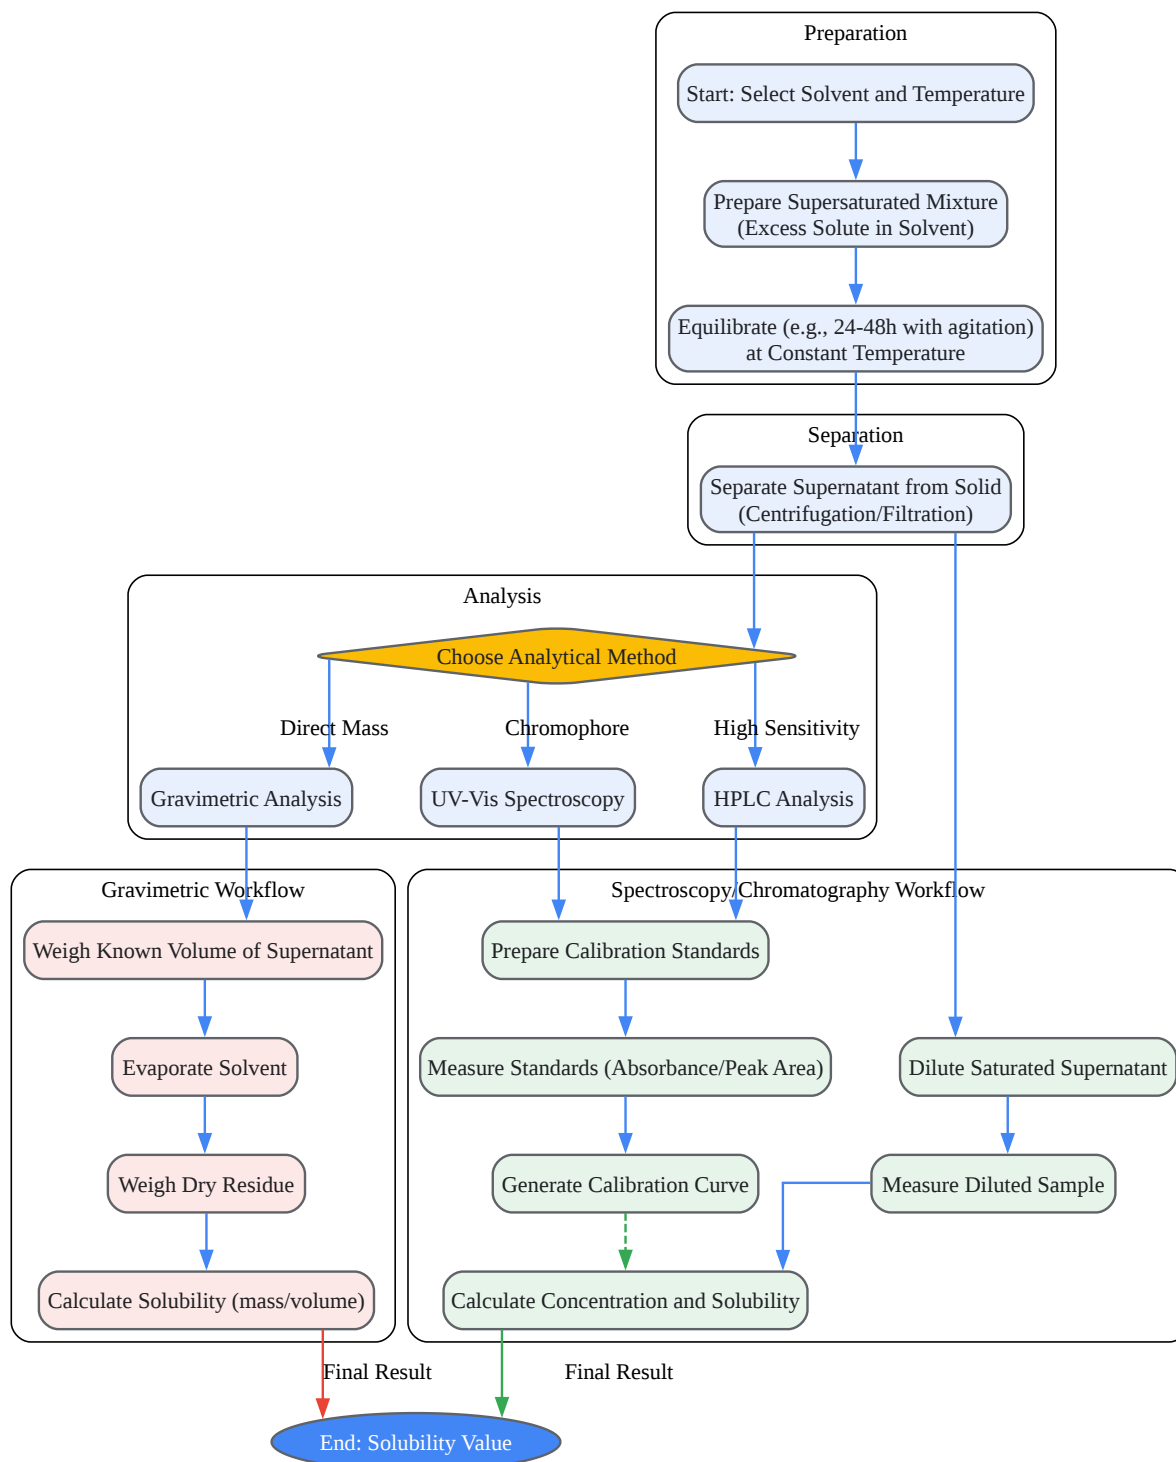 Preparation
Start: Select Solvent and Temperature
Prepare Supersaturated Mixture
(Excess Solute in Solvent)
Equilibrate (e.g., 24-48h with agitation)
at Constant Temperature
Separation
Separate Supernatant from Solid
(Centrifugation/Filtration)
Analysis
Choose Analytical Method
Direct Mass
Chromophore
High Sensitivity
Gravimetric Analysis
UV-Vis Spectroscopy
HPLC Analysis
Gravimetric Workflow
Spectroscopy/Chromatography Workflow
Weigh Known Volume of Supernatant
Prepare Calibration Standards
Evaporate Solvent
Measure Standards (Absorbance/Peak Area)
Dilute Saturated Supernatant
Weigh Dry Residue
Generate Calibration Curve
Measure Diluted Sample
Calculate Solubility (mass/volume)
Calculate Concentration and Solubility
Final Result
Final Result
End: Solubility Value